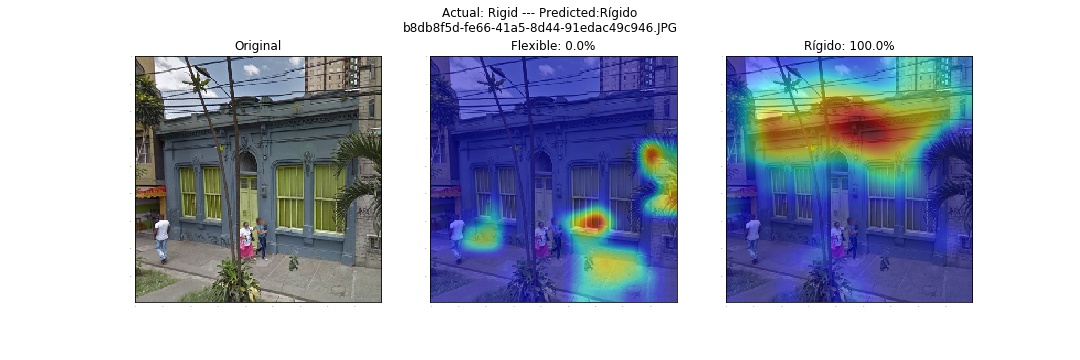 Actual: Rigid --- Predicted:Rígido
b8db8f5d-fe66-41a5-8d44-91edac49c946.JPG
Original
Flexible: 0.0%
Rígido: 100.0%